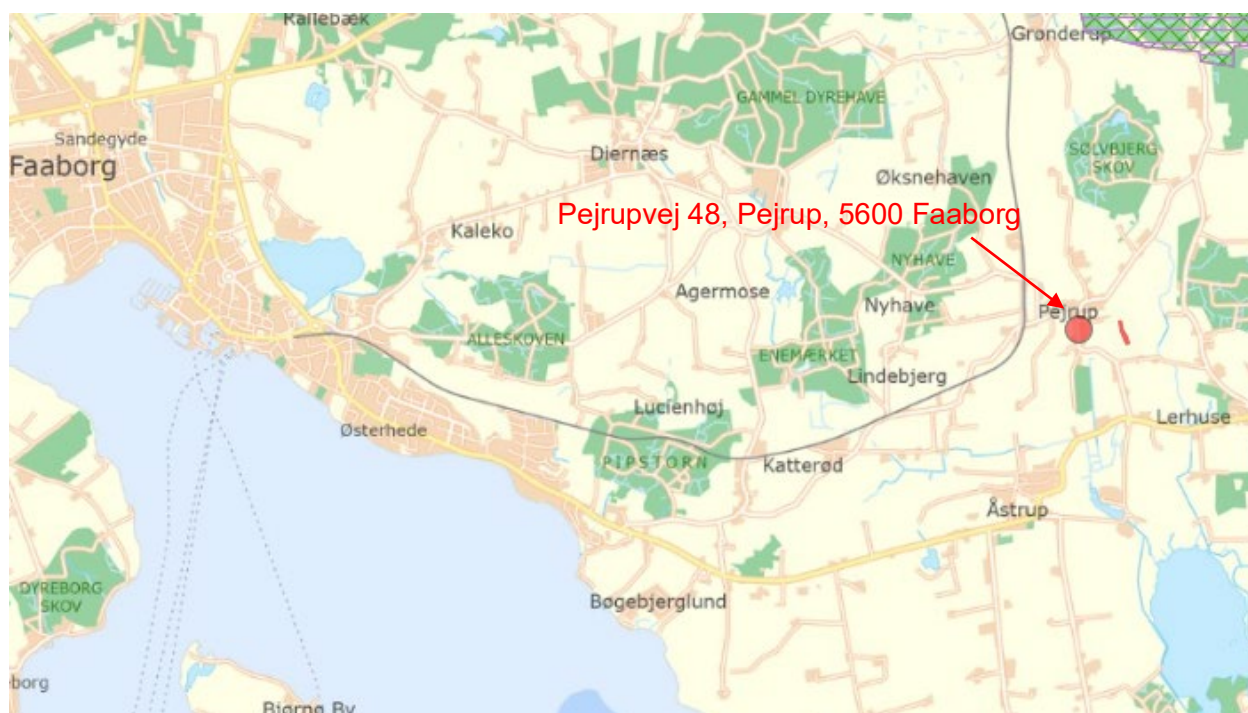 Rallebæk
Grønderup
GAMMEL DYREHAVE
Sandegyde
Faaborg
Diernæs
SØLVBJERG
SKOV
Øksnehaven
Pejrupvej 48, Pejrup, 5600 Faaborg
Kaleko
NYHAVE
Agermose
Nyhave
Pejrup
ALLESKOVEN
ENEMÆRKET
Lindebjerg
Lucienhøj
Lerhuse
Østerhede
PIPSTORN
Katterød
Åstrup
DYREBORG
SKOV
Bøgebjerglund
borg
Bjørnø By